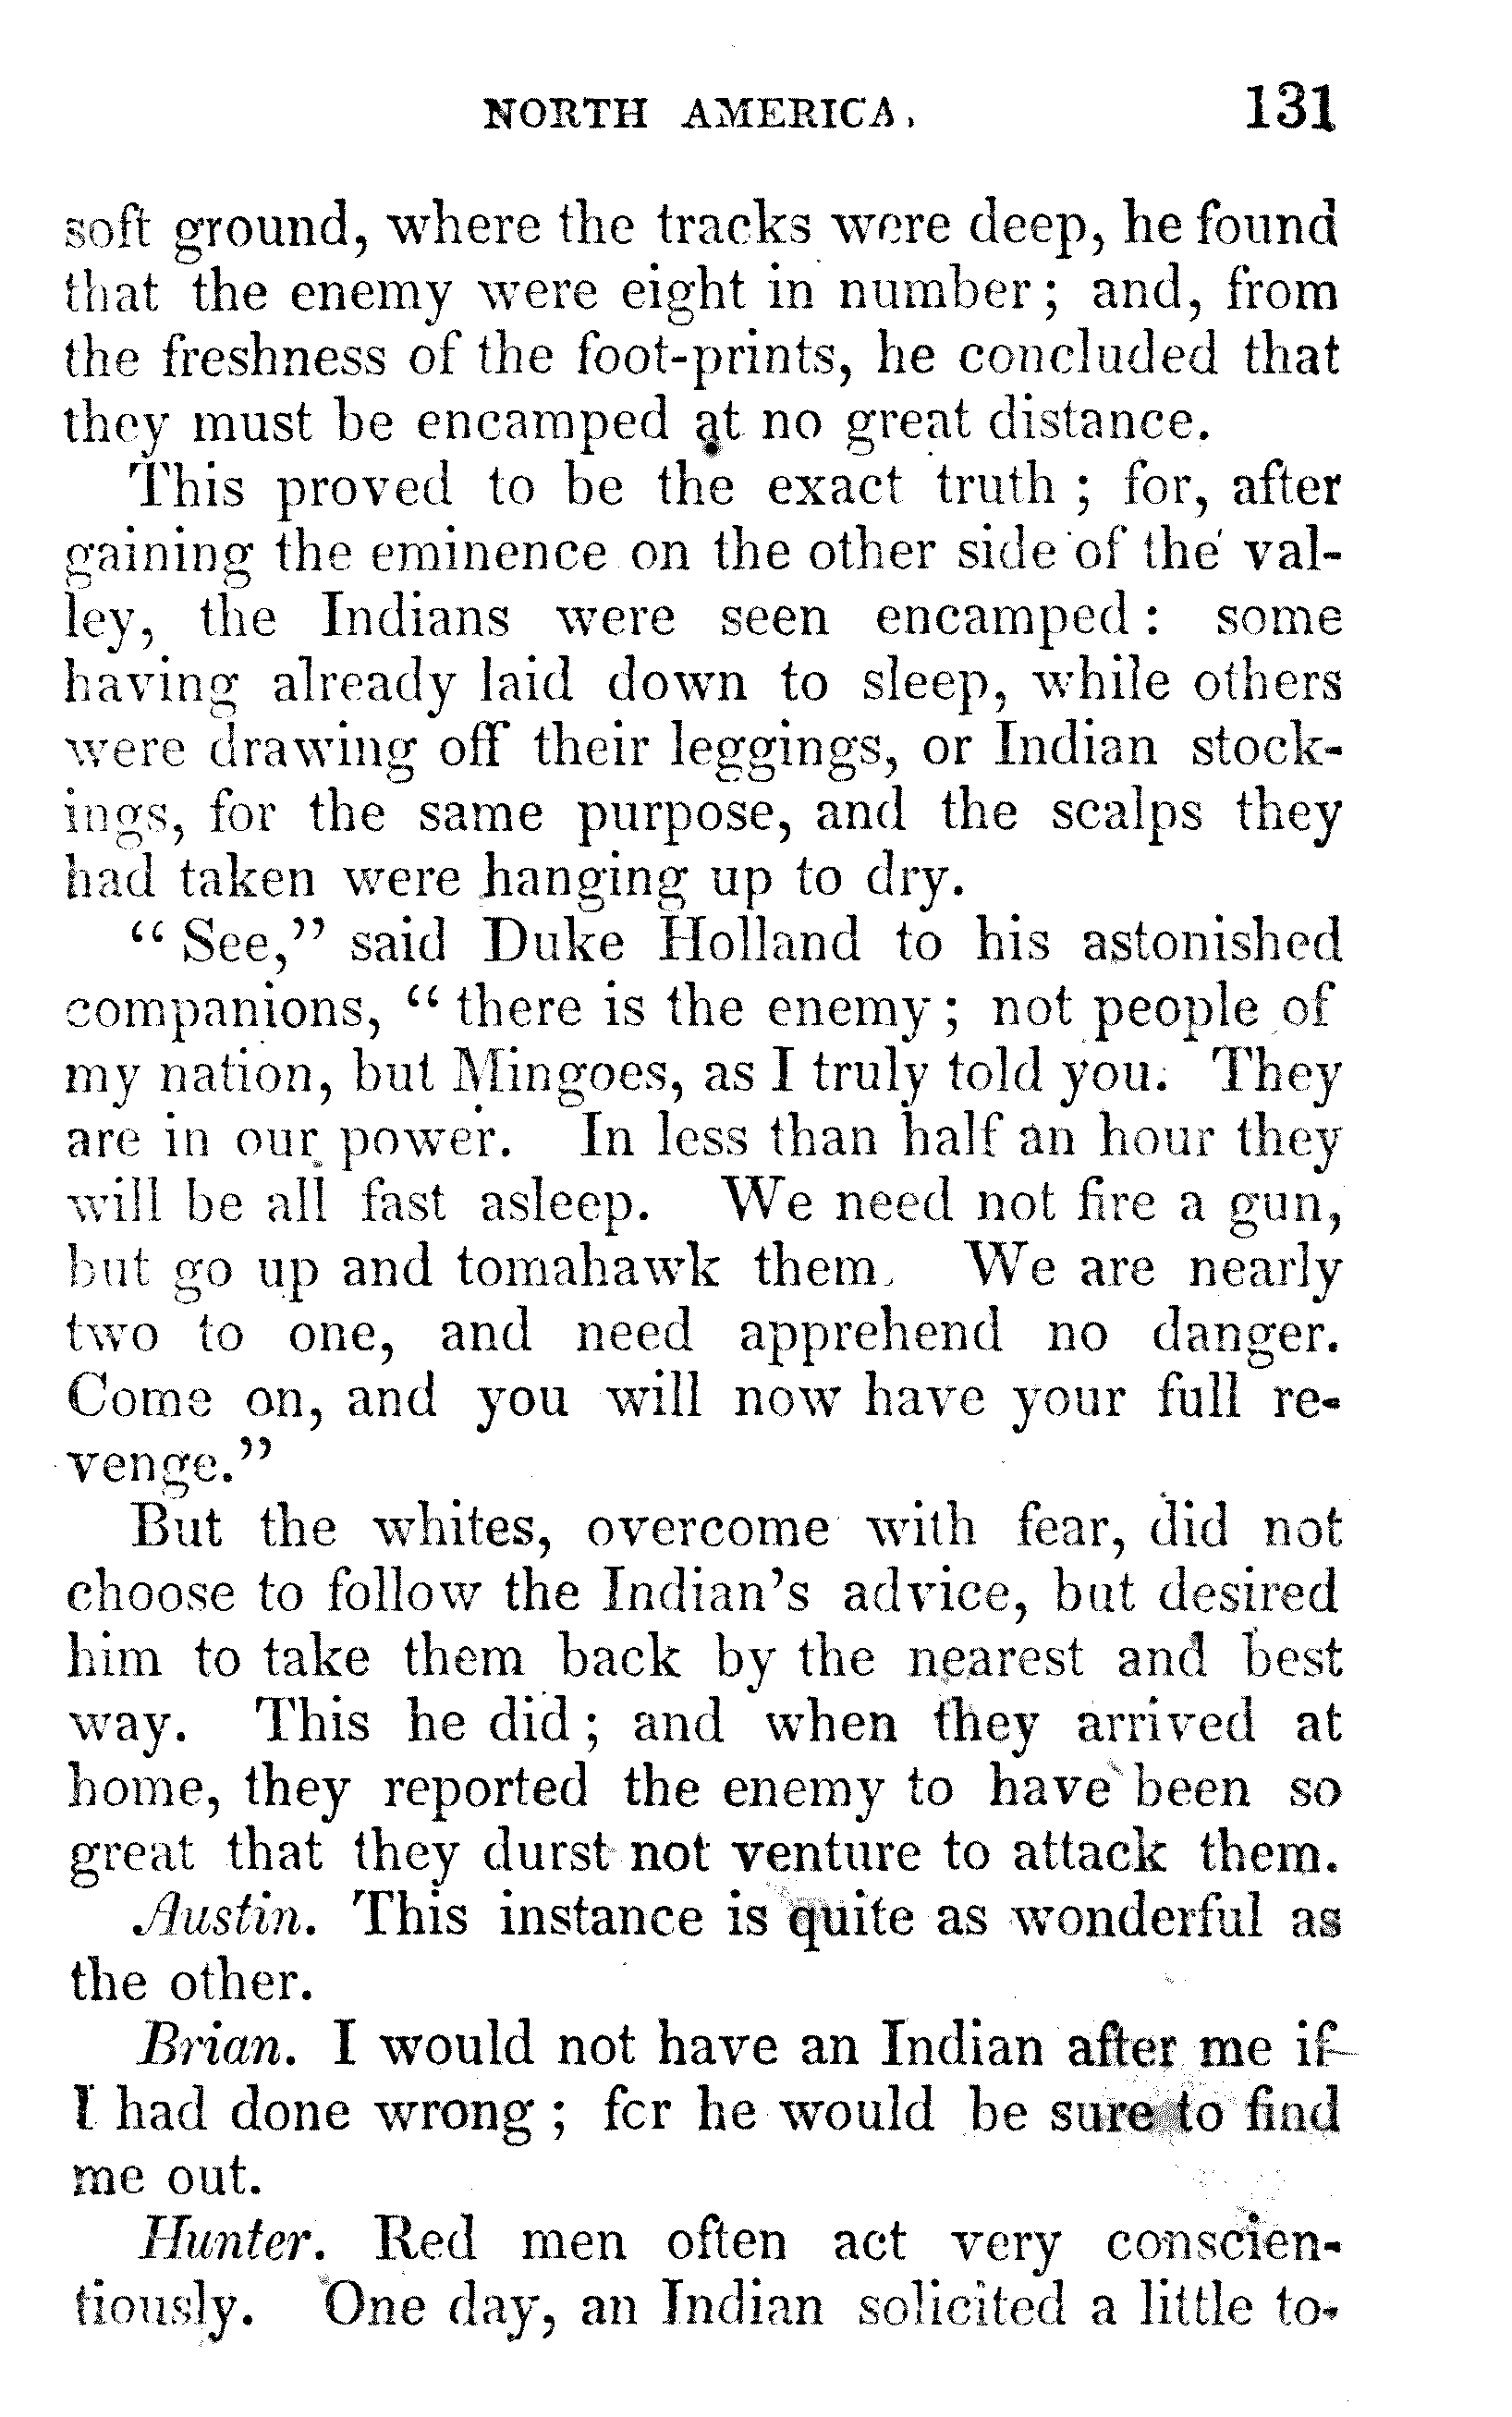 NORTH AMERICA. 131
soft ground, where the tracks were deep, he found
that the enemy were eight in number; and, from
the freshness of the foot-prints, he concluded that
they must be encamped at no great distance.
This proved to be the exact truth; for, after
gaining the eminence on the other side of the val-
ley, the Indians were seen encamped: some
having already laid down to sleep, while others
were drawing off their leggings, or Indian stock-
ings, for the same purpose, and the scalps they
had taken were hanging up to dry.
"See," said Duke Holland to his astonished
companions, "there is the enemy; not people of
my nation, but Mingoes, as I truly told you. They
are in our power. In less than half an hour they
will be all fast asleep. We need not fire a gun,
but go up and tomahawk them. We are nearly
two to one, and need apprehend no danger.
Come on, and you will now have your full re-
venge."
But the whites, overcome with fear, did not
choose to follow the Indian's advice, but desired
him to take them back by the nearest and best
way. This he did; and when they arrived at
home, they reported the enemy to have been so
great that they durst not venture to attack them.
Austin. This instance is quite as wonderful as
the other.
Brian. I would not have an Indian after me if
I had done wrong; for he would be sure to find
me out.
Hunter. Red men often act very conscien-
tiously. One day, an Indian solicited a little to-